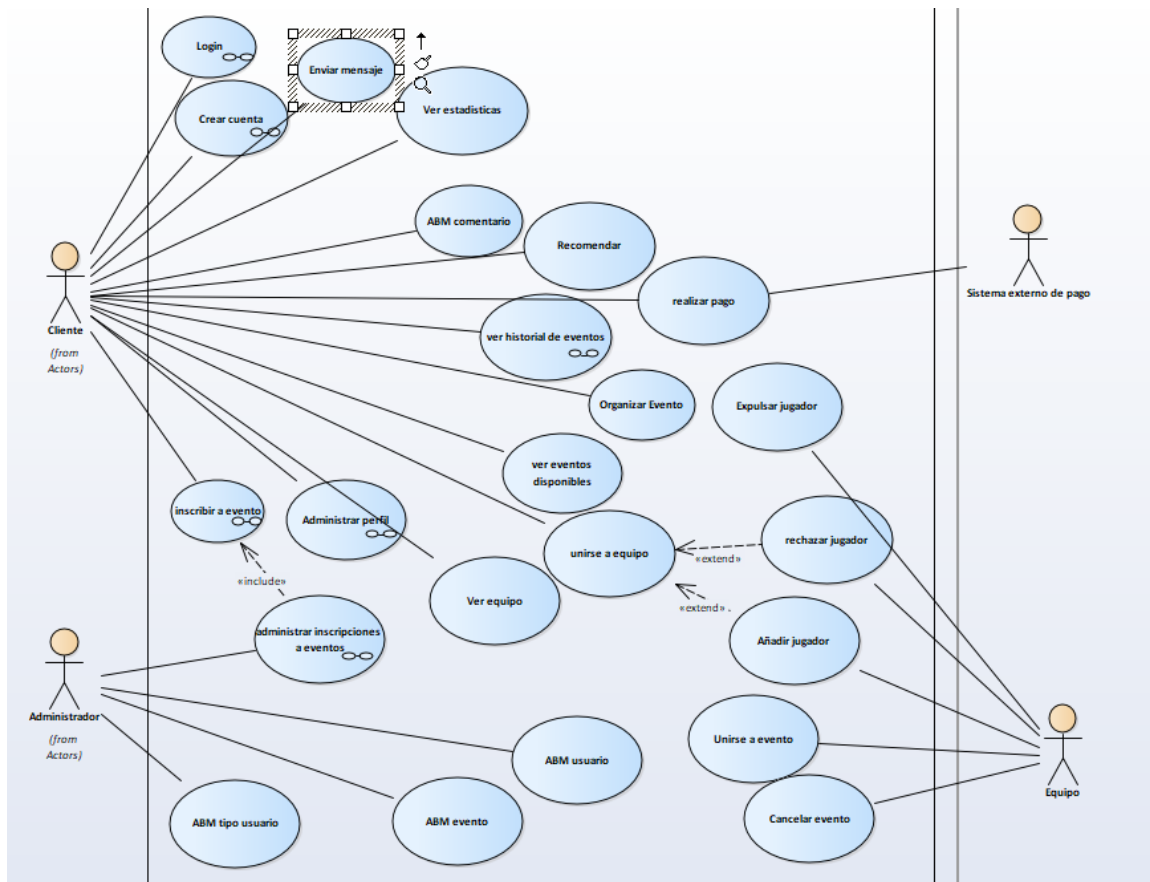 Login
Enviar mensaje
Crear cuenta
Ver estadisticas
ABM comentario
Recomendar
realizar pago
Sistema externo de pago
Cliente
(from
Actors)
ver historial de eventos
Organizar Evento
Expulsar jugador
ver eventos
disponibles
inscribir a evento
Administrar perfil
unirse a equipo
rechazar jugador
«extend»
«include»
Ver equipo
«extend»
administrar inscripciones
a eventos
Añadir jugador
Administrador
(from
Actors)
Unirse a evento
ABM usuario
Equipo
ABM tipo usuario
ABM evento
Cancelar evento